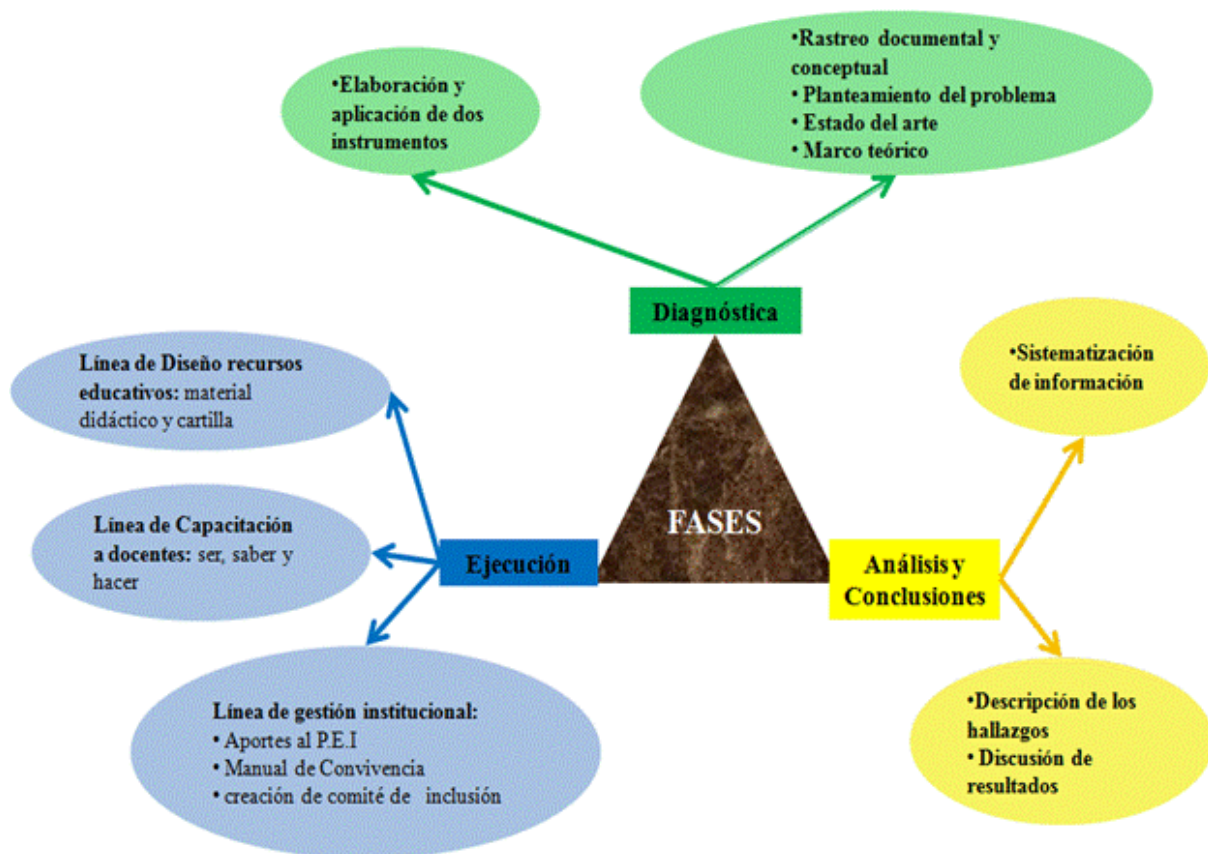 •Elaboración y
aplicación de dos
instrumentos
•Rastreo documental y
conceptual
• Planteamiento del problema
• Estado del arte
• Marco teórico
Diagnóstica
Línea de Diseño recursos
educativos: material
didáctico y cartilla
•Sistematización
de información
Línea de Capacitación
a docentes: ser, saber y
hacer
FASES
Ejecución
Análisis y
Conclusiones
Línea de gestión institucional:
• Aportes al P.E.I
• Manual de Convivencia
• creación de comité de inclusión
•Descripción de los
hallazgos
• Discusión de
resultados